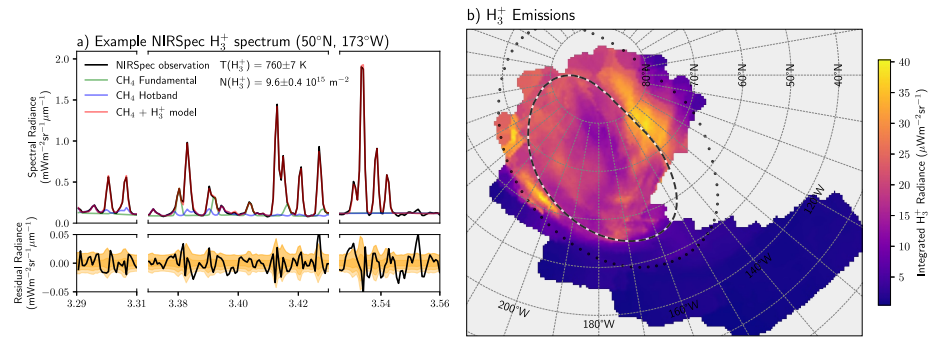 a) Example NIRSpec H₃⁺ spectrum (50°N, 173°W)
NIRSpec observation
CH₄ Fundamental
CH₄ Hotband
CH₄ + H₃⁺ model
T(H₃⁺) = 760±7 K
N(H₃⁺) = 9.6±0.4 10¹⁵ m⁻²
Spectral Radiance
(mWm⁻²sr⁻¹μm⁻¹)
2.0
1.5
1.0
0.5
0.0
Residual Radiance
(mWm⁻²sr⁻¹μm⁻¹)
0.05
0.00
−0.05
3.29
3.31
3.38
3.40
3.42
3.54
3.56
b) H₃⁺ Emissions
80°N
70°N
60°N
50°N
40°N
120°W
140°W
160°W
180°W
200°W
40
35
30
25
20
15
10
5
Integrated H₃⁺ Radiance (μWm⁻²sr⁻¹)